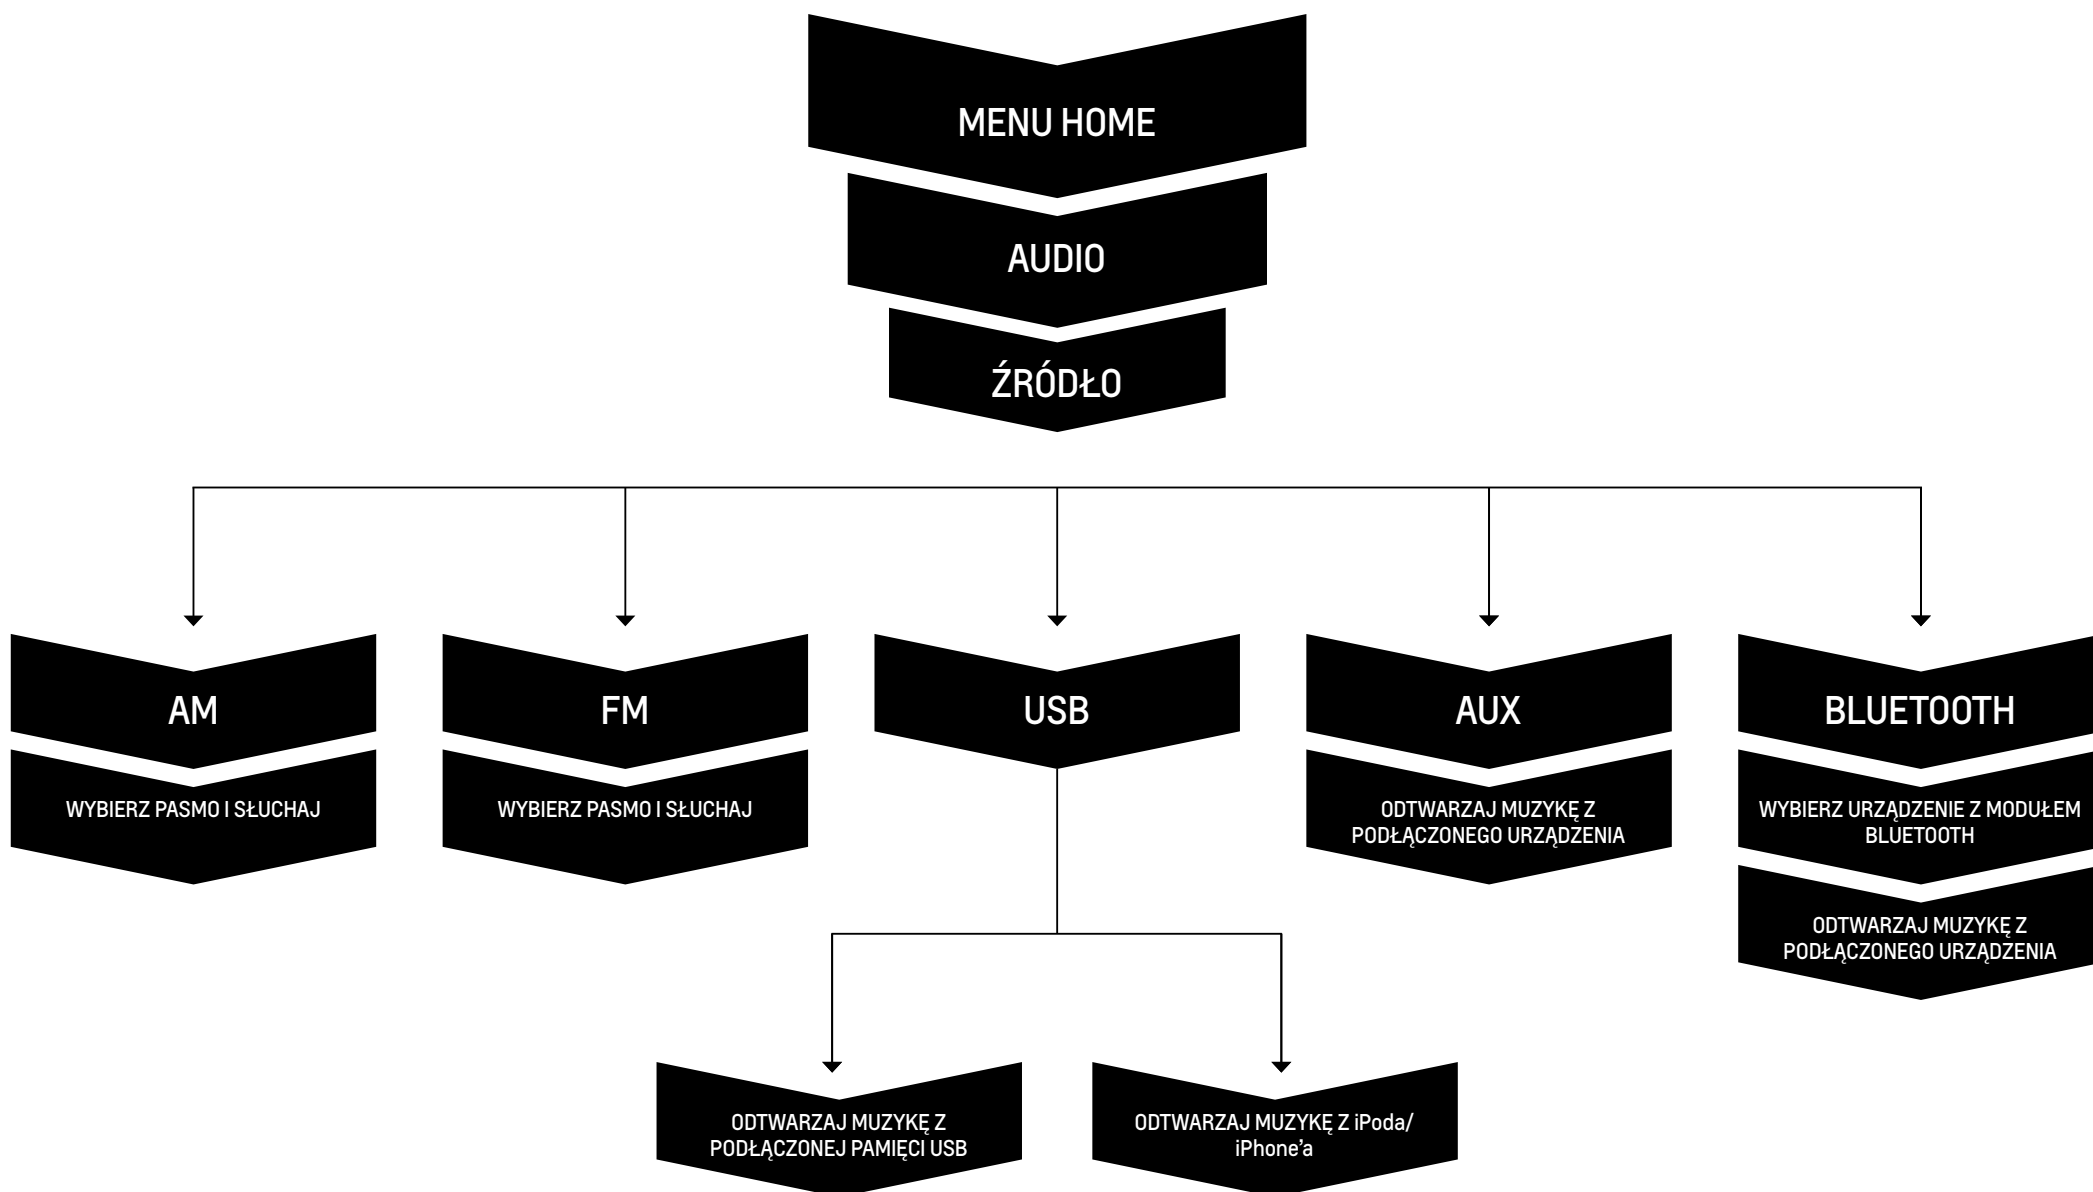 MENU HOME
AUDIO
ŹRÓDŁO
AM
WYBIERZ PASMO I SŁUCHAJ
FM
WYBIERZ PASMO I SŁUCHAJ
USB
ODTWARZAJ MUZYKĘ Z
PODŁĄCZONEJ PAMIĘCI USB
ODTWARZAJ MUZYKĘ Z iPoda/
iPhone’a
AUX
ODTWARZAJ MUZYKĘ Z
PODŁĄCZONEGO URZĄDZENIA
BLUETOOTH
WYBIERZ URZĄDZENIE Z MODUŁEM
BLUETOOTH
ODTWARZAJ MUZYKĘ Z
PODŁĄCZONEGO URZĄDZENIA